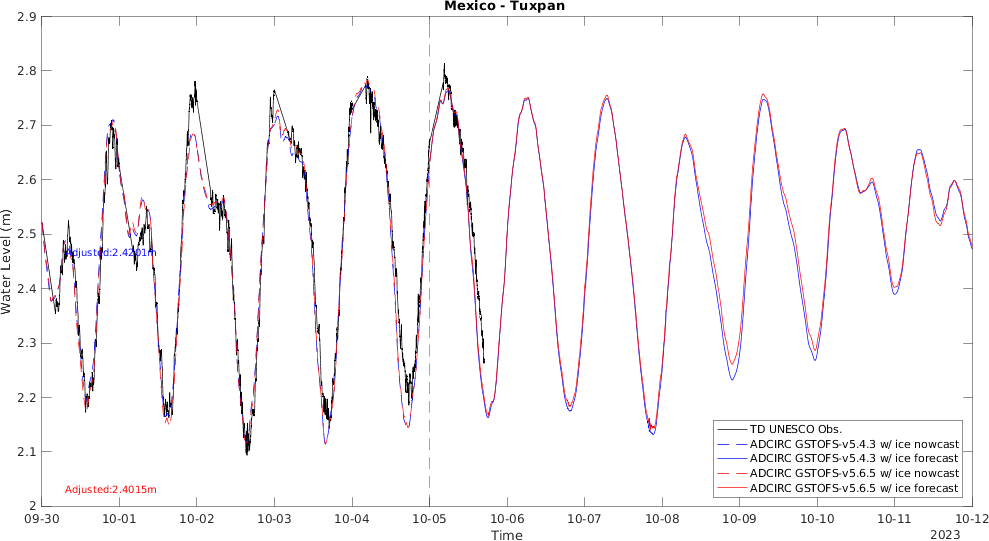 Mexico - Tuxpan
Water Level (m)
2.9
2.8
2.7
2.6
2.5
2.4
2.3
2.2
2.1
2
Adjusted:2.4201m
Adjusted:2.4015m
TD UNESCO Obs.
ADCIRC GSTOFS-v5.4.3 w/ ice nowcast
ADCIRC GSTOFS-v5.4.3 w/ ice forecast
ADCIRC GSTOFS-v5.6.5 w/ ice nowcast
ADCIRC GSTOFS-v5.6.5 w/ ice forecast
09-30 10-01 10-02 10-03 10-04 10-05 10-06 10-07 10-08 10-09 10-10 10-11 10-12
Time
2023